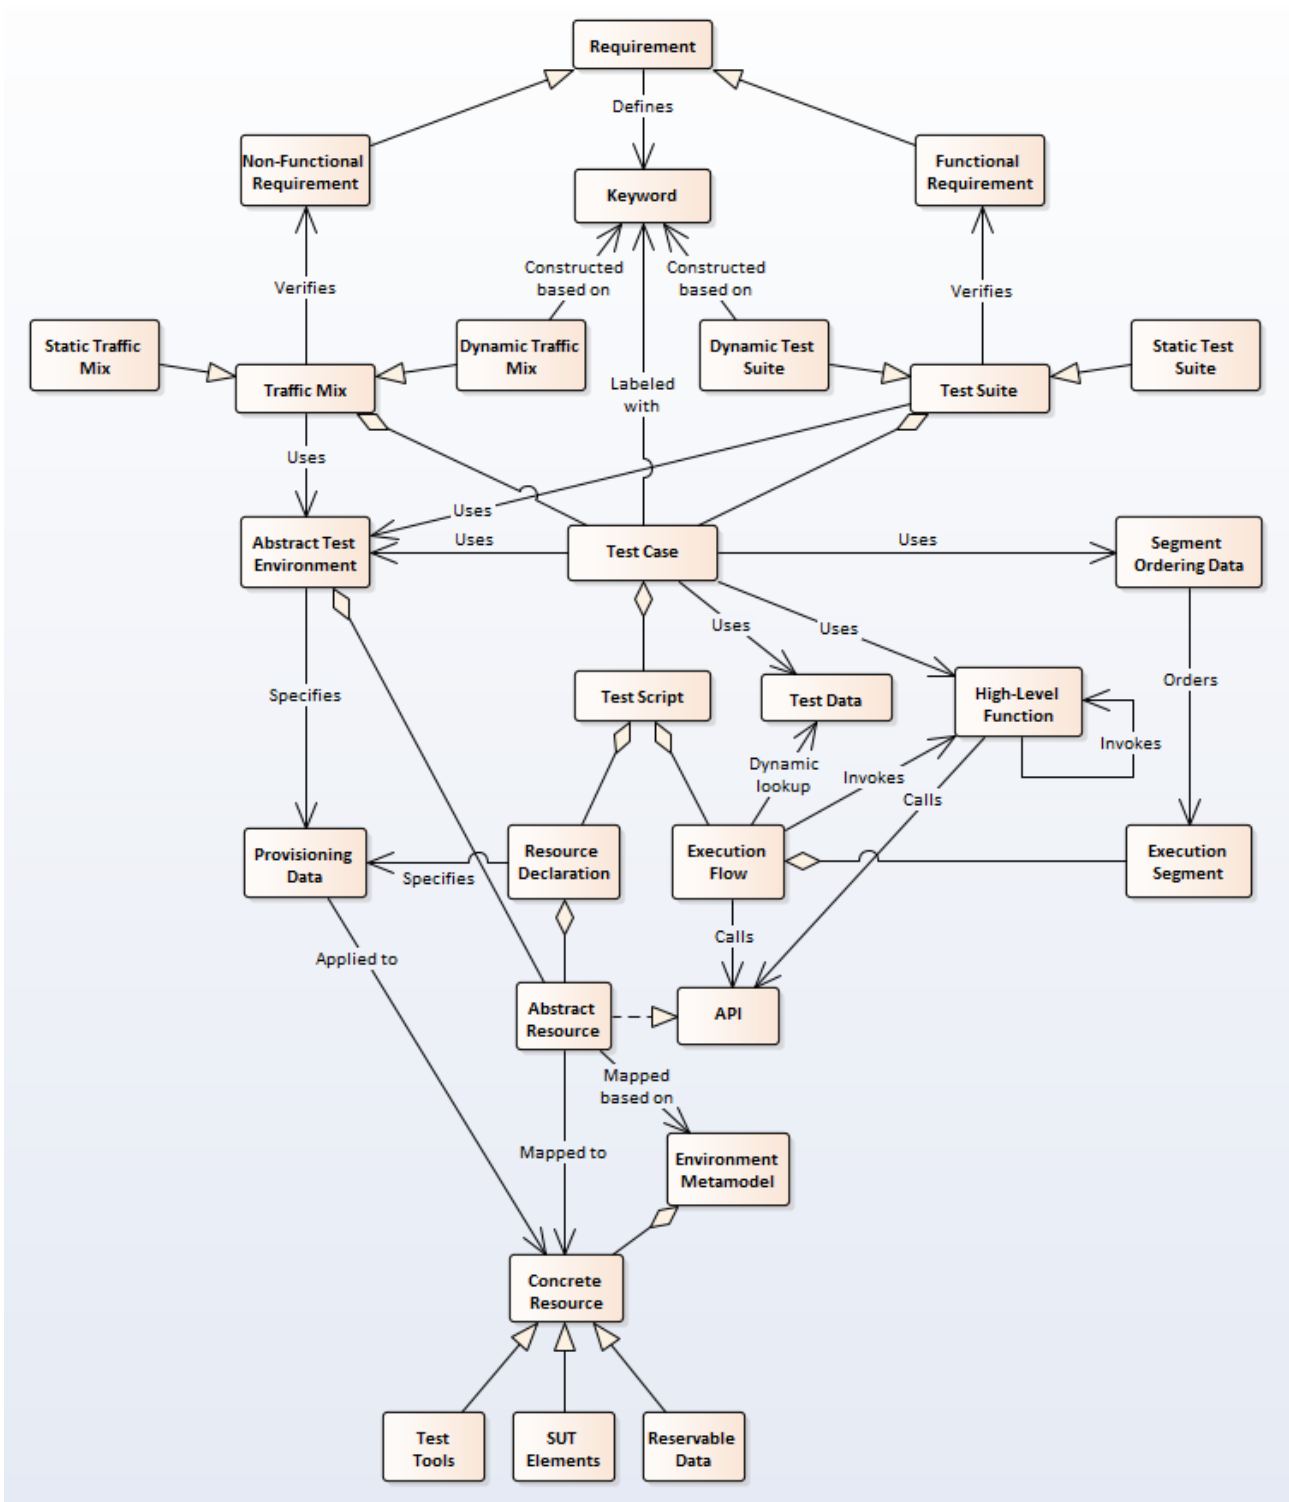 Requirement
Defines
Non-Functional
Requirement
Functional
Requirement
Keyword
Constructed
based on
Constructed
based on
Verifies
Verifies
Static Traffic
Mix
Dynamic Traffic
Mix
Dynamic Test
Suite
Static Test
Suite
Traffic Mix
Labeled
with
Test Suite
Uses
Uses
Abstract Test
Environment
Uses
Test Case
Uses
Segment
Ordering Data
Uses
Uses
Specifies
Test Script
Test Data
High-Level
Function
Orders
Invokes
Dynamic
lookup
Invokes
Calls
Provisioning
Data
Specifies
Resource
Declaration
Execution
Flow
Execution
Segment
Calls
Applied to
Abstract
Resource
API
Mapped
based on
Mapped to
Environment
Metamodel
Concrete
Resource
Test
Tools
SUT
Elements
Reservable
Data